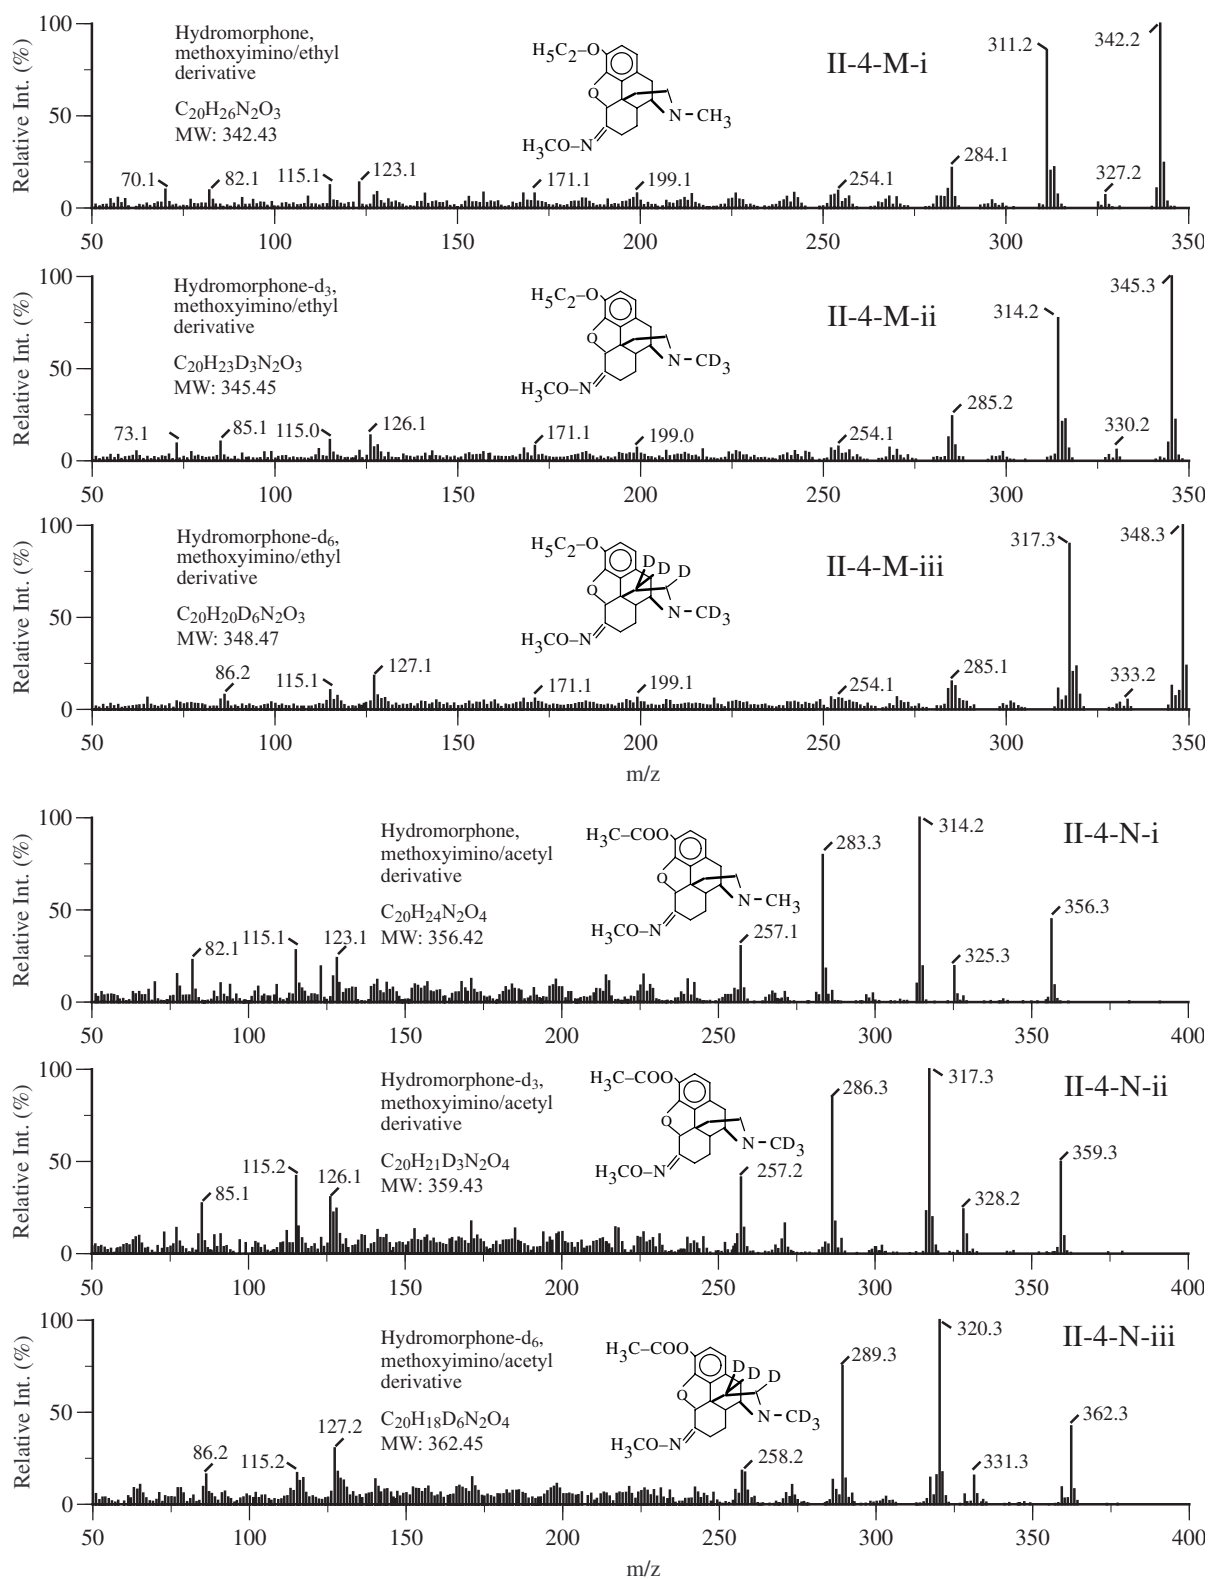 Relative Int. (%)
100
50
0
Hydromorphone,
methoxyimino/ethyl
derivative
C20H26N2O3
MW: 342.43
H5C2–O
O
N–CH3
H3CO–N
II-4-M-i
70.1
82.1
115.1
123.1
171.1
199.1
254.1
284.1
311.2
327.2
342.2
50 100 150 200 250 300 350
Relative Int. (%)
100
50
0
Hydromorphone-d3,
methoxyimino/ethyl
derivative
C20H23D3N2O3
MW: 345.45
H5C2–O
O
N–CD3
H3CO–N
II-4-M-ii
73.1
85.1
115.0
126.1
171.1
199.0
254.1
285.2
314.2
330.2
345.3
50 100 150 200 250 300 350
Relative Int. (%)
100
50
0
Hydromorphone-d6,
methoxyimino/ethyl
derivative
C20H20D6N2O3
MW: 348.47
H5C2–O
D
D
D
O
N–CD3
H3CO–N
II-4-M-iii
86.2
115.1
127.1
171.1
199.1
254.1
285.1
317.3
333.2
348.3
50 100 150 200 250 300 350
m/z
Relative Int. (%)
100
50
0
Hydromorphone,
methoxyimino/acetyl
derivative
C20H24N2O4
MW: 356.42
H3C–COO
O
N–CH3
H3CO–N
II-4-N-i
82.1
115.1
123.1
257.1
283.3
314.2
325.3
356.3
50 100 150 200 250 300 350 400
Relative Int. (%)
100
50
0
Hydromorphone-d3,
methoxyimino/acetyl
derivative
C20H21D3N2O4
MW: 359.43
H3C–COO
O
N–CD3
H3CO–N
II-4-N-ii
85.1
115.2
126.1
257.2
286.3
317.3
328.2
359.3
50 100 150 200 250 300 350 400
Relative Int. (%)
100
50
0
Hydromorphone-d6,
methoxyimino/acetyl
derivative
C20H18D6N2O4
MW: 362.45
H3C–COO
D
D
D
O
N–CD3
H3CO–N
II-4-N-iii
86.2
115.2
127.2
258.2
289.3
320.3
331.3
362.3
50 100 150 200 250 300 350 400
m/z